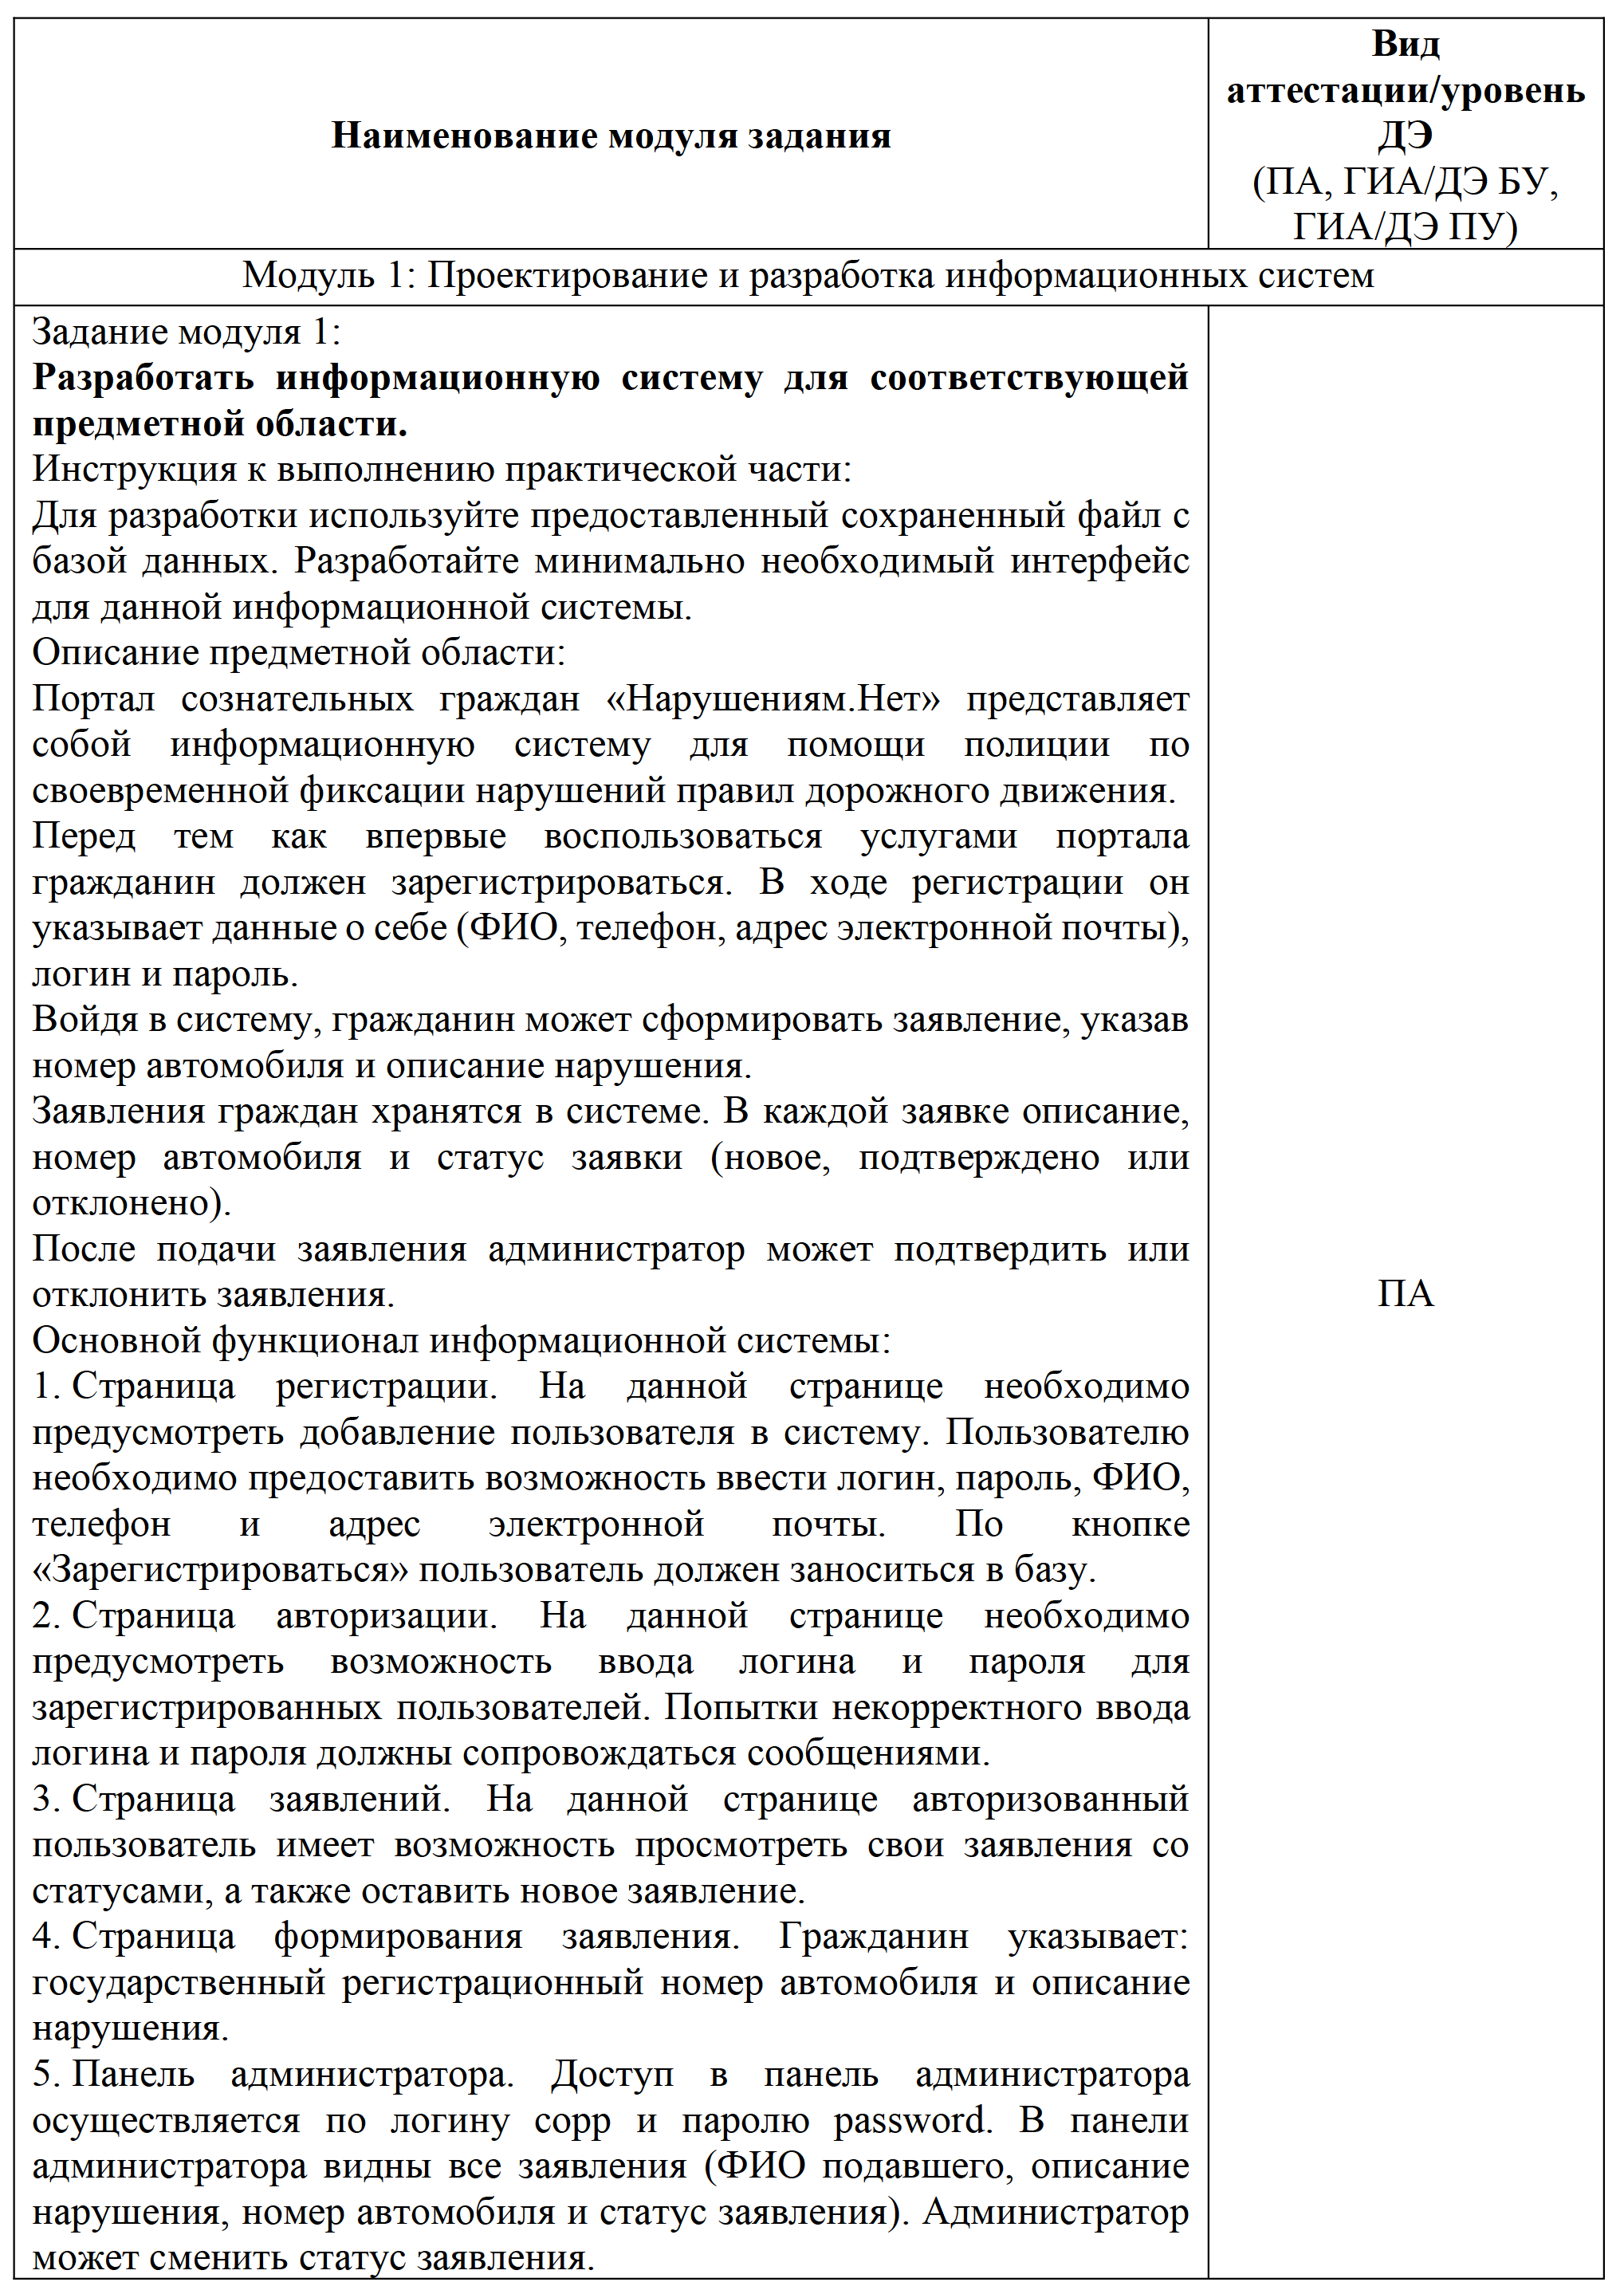 Наименование модуля задания
Вид
аттестации/уровень
ДЭ
(ПА, ГИА/ДЭ БУ,
ГИА/ДЭ ПУ)
Модуль 1: Проектирование и разработка информационных систем
Задание модуля 1:
Разработать информационную систему для соответствующей
предметной области.
Инструкция к выполнению практической части:
Для разработки используйте предоставленный сохраненный файл с
базой данных. Разработайте минимально необходимый интерфейс
для данной информационной системы.
Описание предметной области:
Портал сознательных граждан «Нарушениям.Нет» представляет
собой информационную систему для помощи полиции по
своевременной фиксации нарушений правил дорожного движения.
Перед тем как впервые воспользоваться услугами портала
гражданин должен зарегистрироваться. В ходе регистрации он
указывает данные о себе (ФИО, телефон, адрес электронной почты),
логин и пароль.
Войдя в систему, гражданин может сформировать заявление, указав
номер автомобиля и описание нарушения.
Заявления граждан хранятся в системе. В каждой заявке описание,
номер автомобиля и статус заявки (новое, подтверждено или
отклонено).
После подачи заявления администратор может подтвердить или
отклонить заявления.
Основной функционал информационной системы:
1. Страница регистрации. На данной странице необходимо
предусмотреть добавление пользователя в систему. Пользователю
необходимо предоставить возможность ввести логин, пароль, ФИО,
телефон и адрес электронной почты. По кнопке
«Зарегистрироваться» пользователь должен заноситься в базу.
2. Страница авторизации. На данной странице необходимо
предусмотреть возможность ввода логина и пароля для
зарегистрированных пользователей. Попытки некорректного ввода
логина и пароля должны сопровождаться сообщениями.
3. Страница заявлений. На данной странице авторизованный
пользователь имеет возможность просмотреть свои заявления со
статусами, а также оставить новое заявление.
4. Страница формирования заявления. Гражданин указывает:
государственный регистрационный номер автомобиля и описание
нарушения.
5. Панель администратора. Доступ в панель администратора
осуществляется по логину copp и паролю password. В панели
администратора видны все заявления (ФИО подавшего, описание
нарушения, номер автомобиля и статус заявления). Администратор
может сменить статус заявления.
ПА